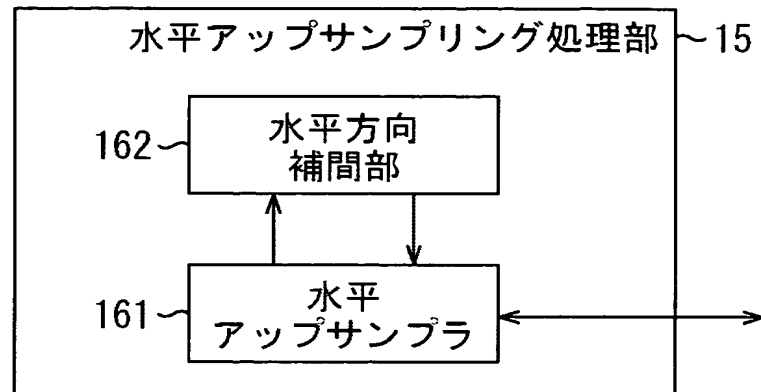 水平アップサンプリング処理部 15
162 水平方向
補間部
161 水平
アップサンプラ